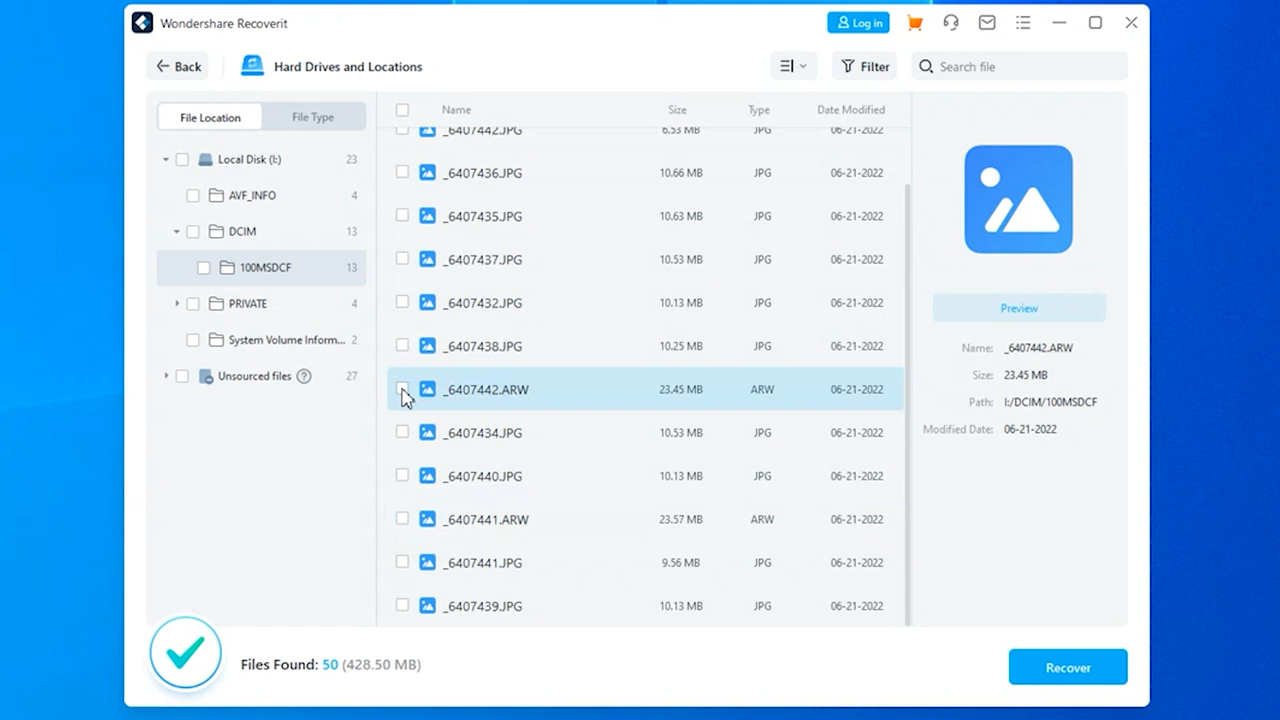 Wondershare Recoverit
Log in
Back
Hard Drives and Locations
Filter
Search file
File Location
File Type
Local Disk (I:) 23
AVF_INFO 4
DCIM 13
100MSDCF 13
PRIVATE 4
System Volume Inform... 2
Unsourced files ? 27
Name Size Type Date Modified
_6407442.JPG 6.53 MB JPG 06-21-2022
_6407436.JPG 10.66 MB JPG 06-21-2022
_6407435.JPG 10.63 MB JPG 06-21-2022
_6407437.JPG 10.53 MB JPG 06-21-2022
_6407432.JPG 10.13 MB JPG 06-21-2022
_6407438.JPG 10.25 MB JPG 06-21-2022
_6407442.ARW 23.45 MB ARW 06-21-2022
_6407434.JPG 10.53 MB JPG 06-21-2022
_6407440.JPG 10.13 MB JPG 06-21-2022
_6407441.ARW 23.57 MB ARW 06-21-2022
_6407441.JPG 9.56 MB JPG 06-21-2022
_6407439.JPG 10.13 MB JPG 06-21-2022
Preview
Name: _6407442.ARW
Size: 23.45 MB
Path: I:/DCIM/100MSDCF
Modified Date: 06-21-2022
Files Found: 50 (428.50 MB)
Recover